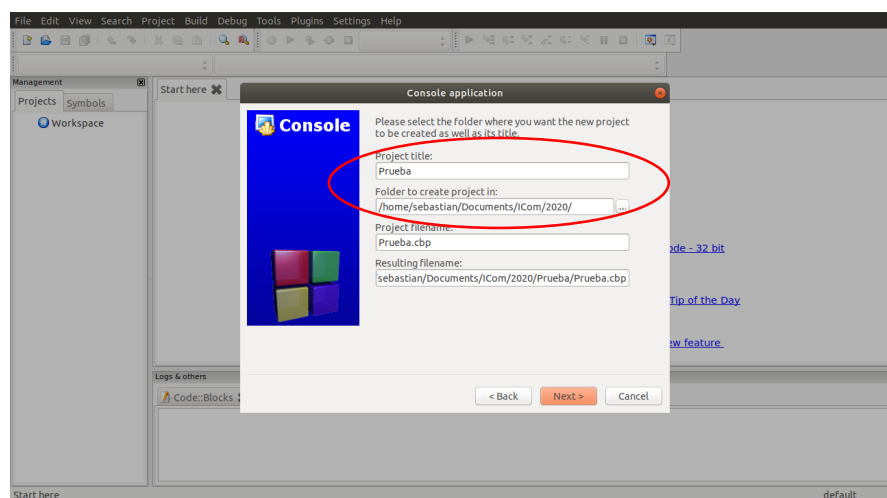 File Edit View Search Project Build Debug Tools Plugins Settings Help
Management
Projects Symbols
Workspace
Start here
Console application
Console
Please select the folder where you want the new project
to be created as well as its title.
Project title:
Prueba
Folder to create project in:
/home/sebastian/Documents/ICom/2020/
...
Project filename:
Prueba.cbp
Resulting filename:
sebastian/Documents/ICom/2020/Prueba/Prueba.cbp
- 32 bit
Tip of the Day
feature
Logs & others
Code::Blocks
< Back Next > Cancel
Start here default